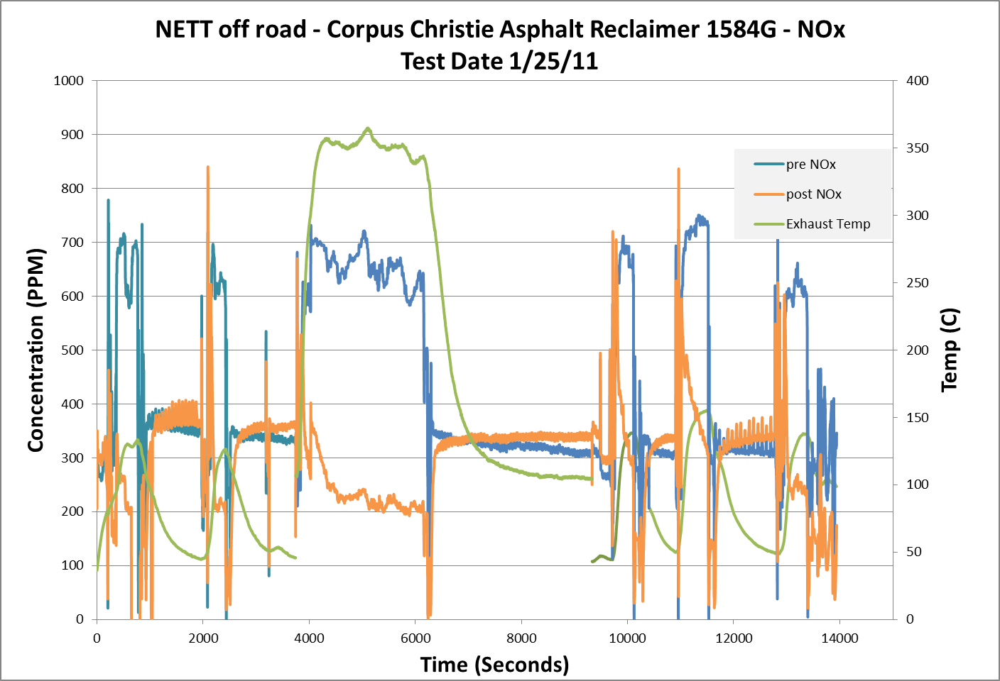 NETT off road - Corpus Christie Asphalt Reclaimer 1584G - NOx
Test Date 1/25/11
1000
900
800
700
600
500
400
300
200
100
0
Concentration (PPM)
400
350
300
250
200
150
100
50
0
Temp (C)
pre NOx
post NOx
Exhaust Temp
0 2000 4000 6000 8000 10000 12000 14000
Time (Seconds)